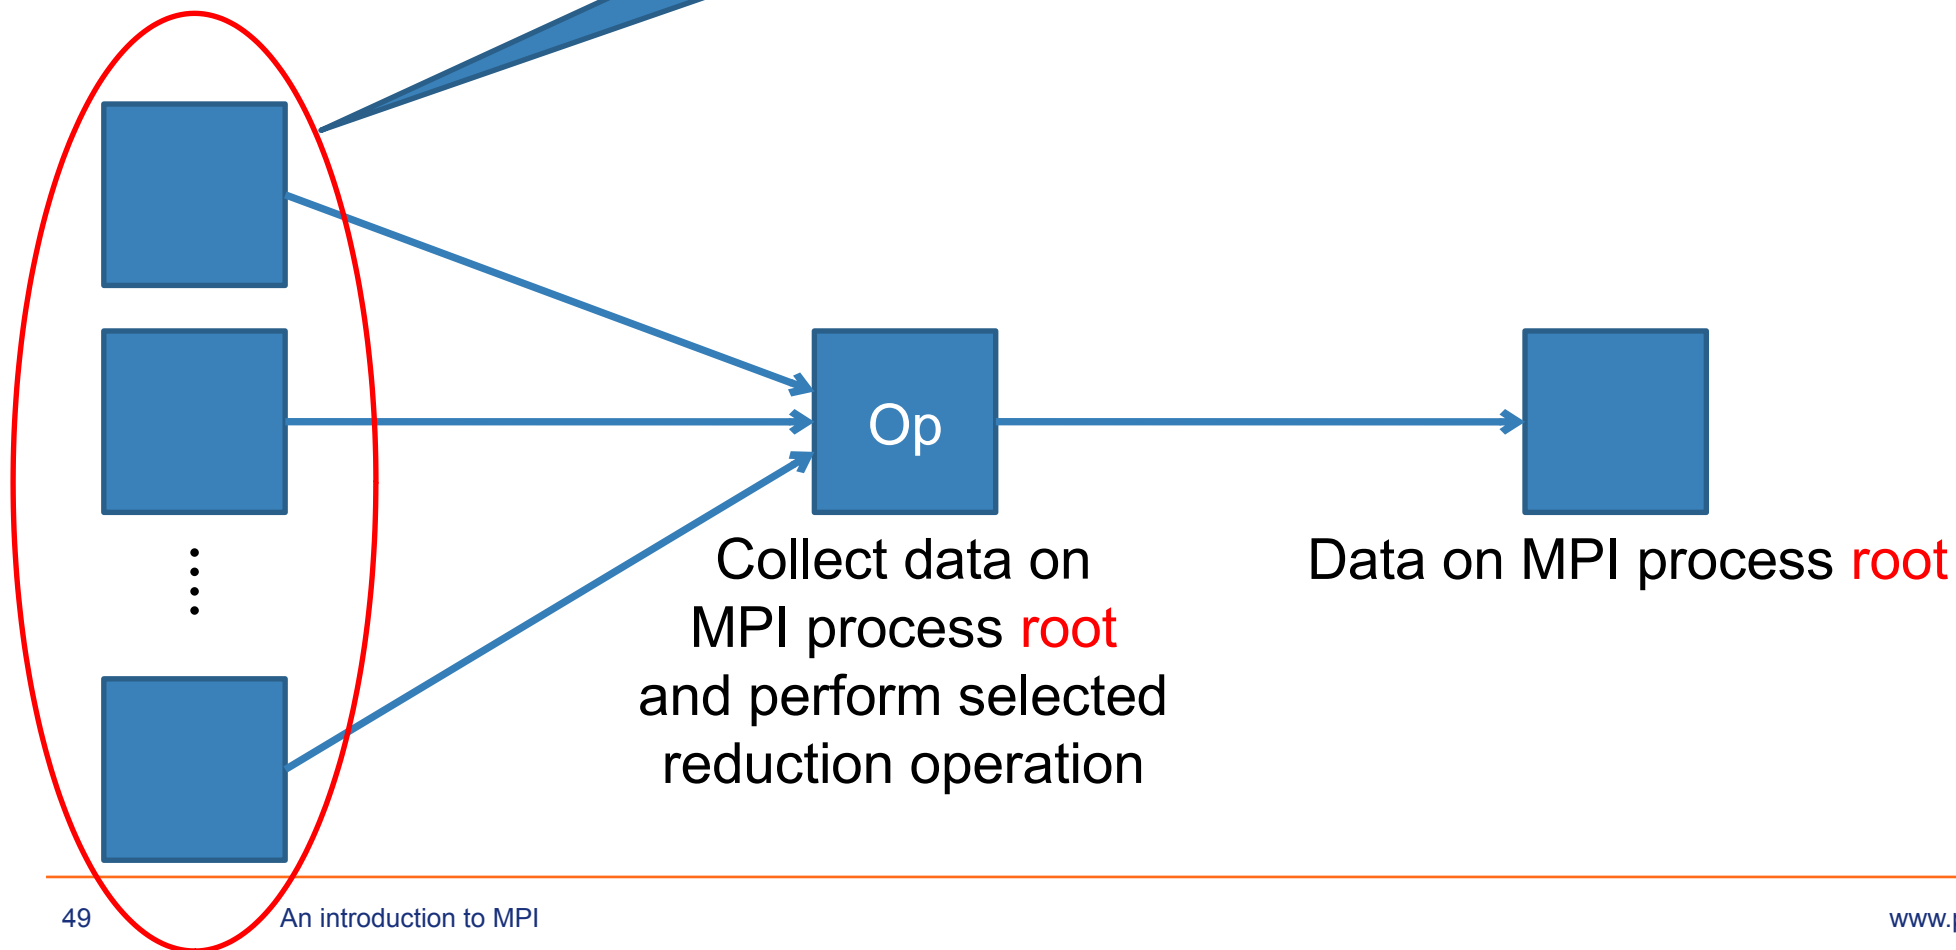 Op
Collect data on
MPI process root
and perform selected
reduction operation
Data on MPI process root
49
An introduction to MPI